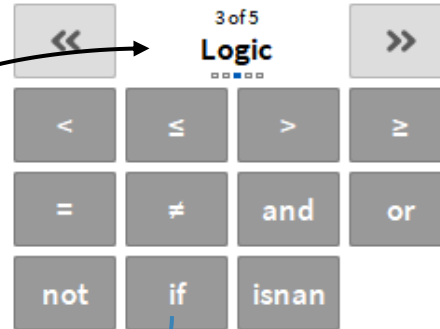 « 3 of 5 »
Logic
< ≤ > ≥
= ≠ and or
not if isnan